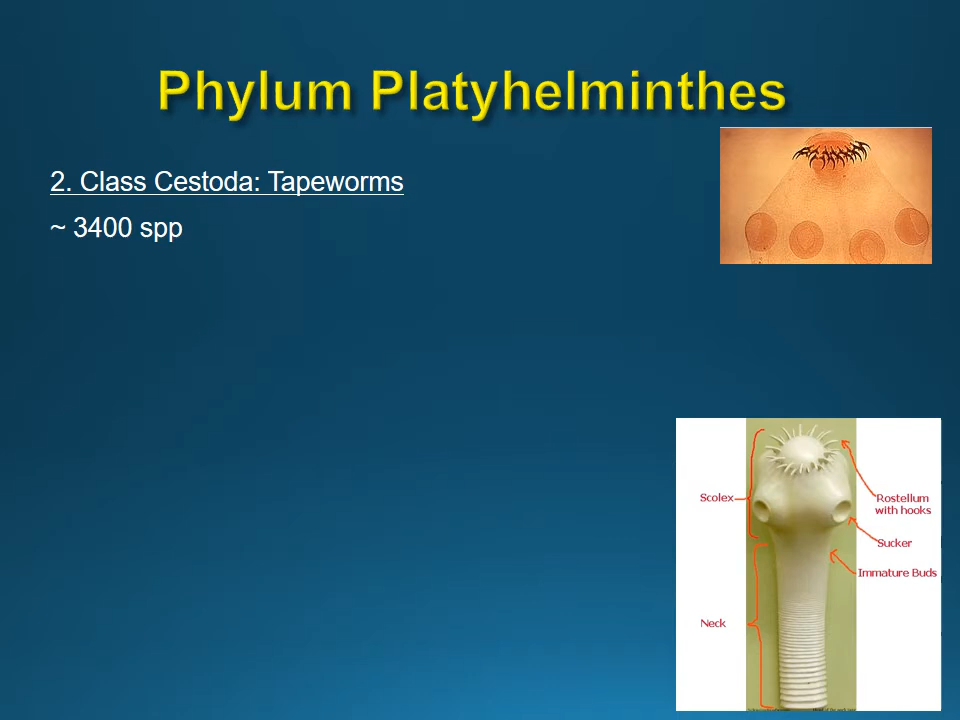 Phylum Platyhelminthes
2. Class Cestoda: Tapeworms
~ 3400 spp
Scolex
Rostellum
with hooks
Sucker
Immature Buds
Neck